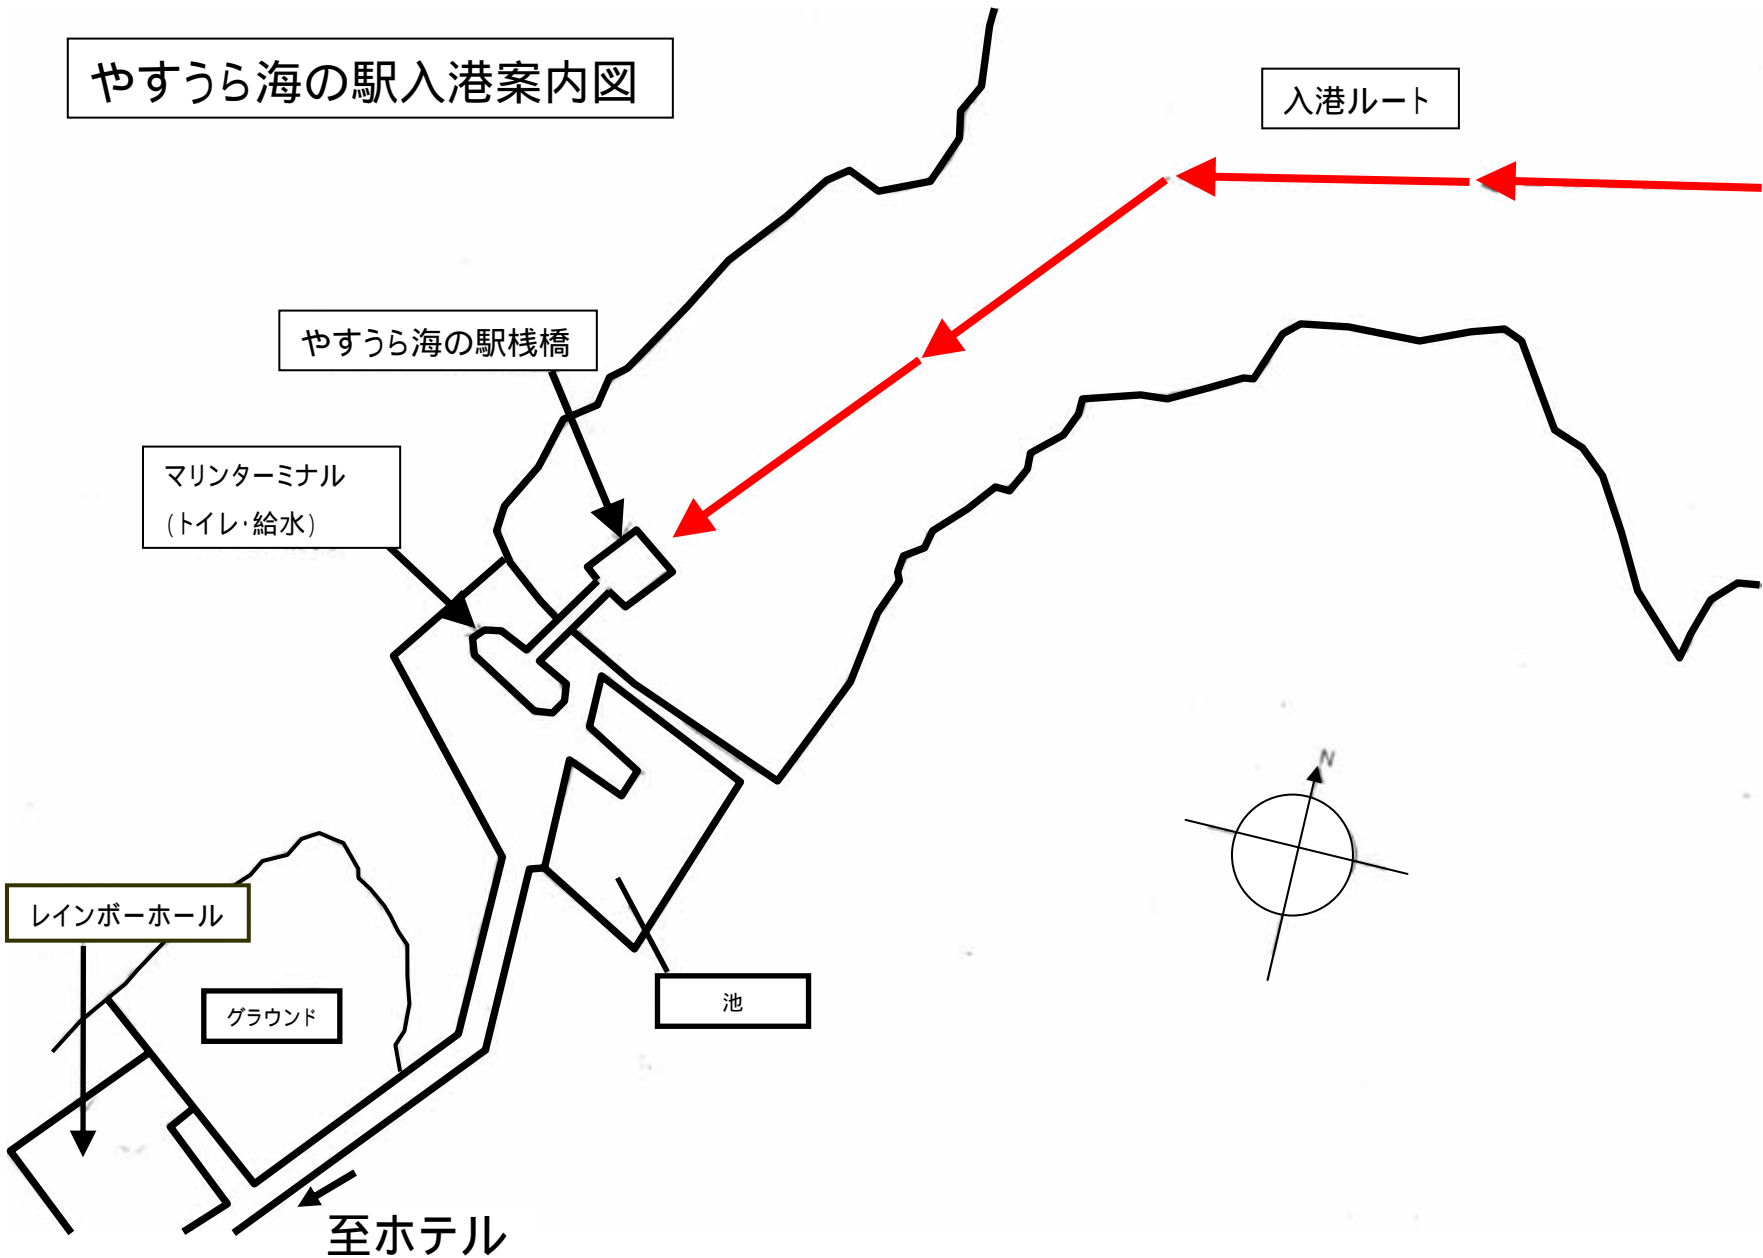 やすうら海の駅入港案内図
入港ルート
やすうら海の駅桟橋
マリンターミナル
(トイレ・給水)
N
レインボーホール
グラウンド
池
至ホテル